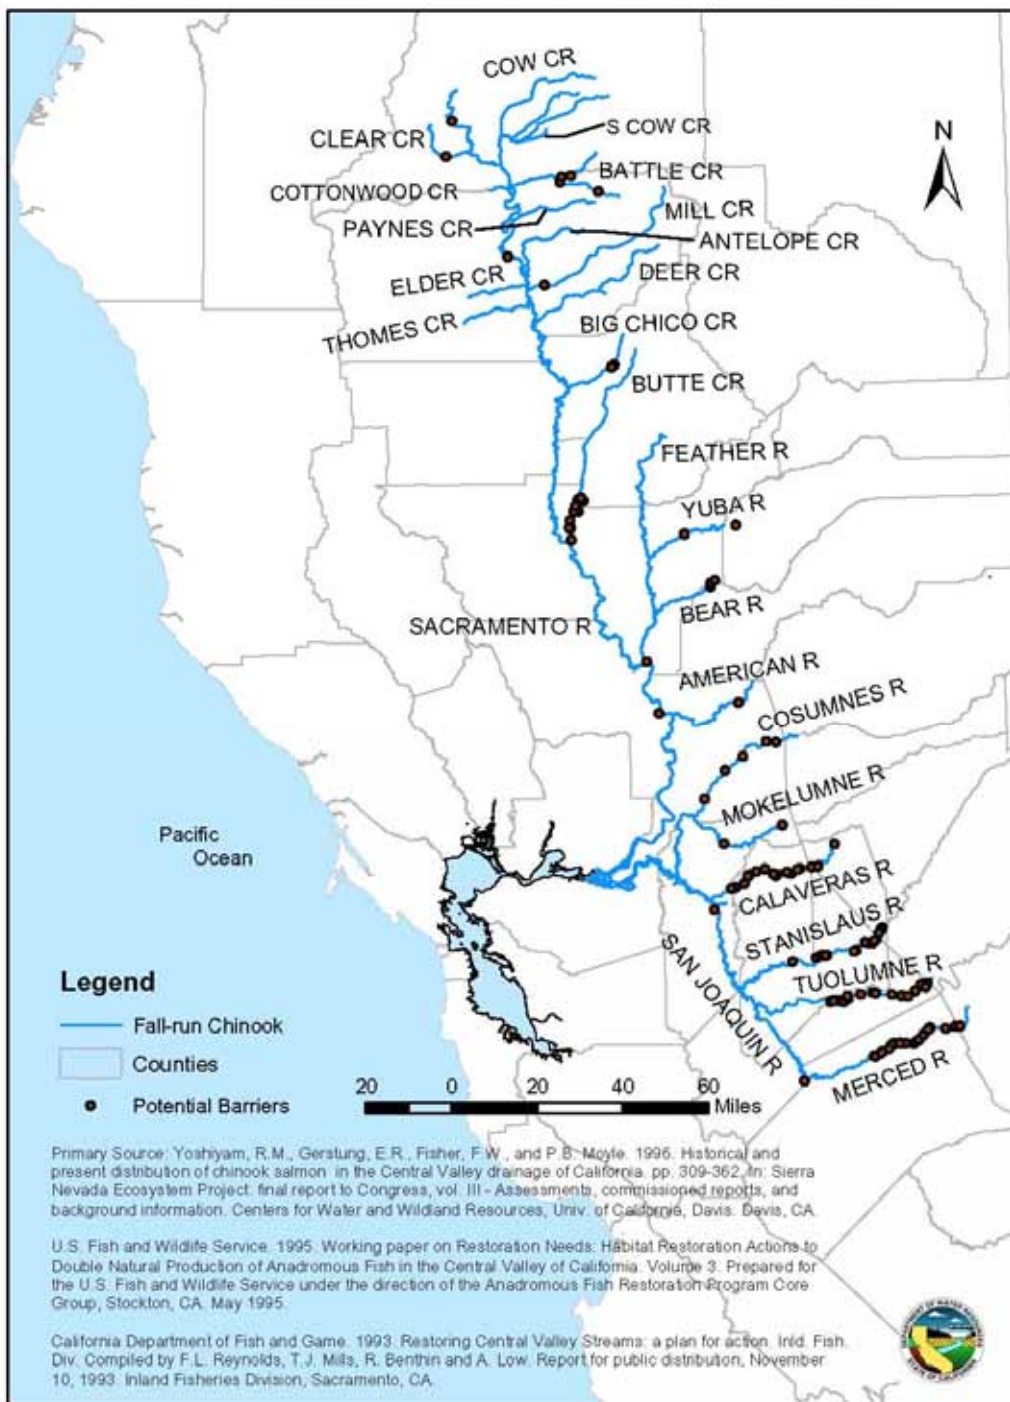 COW CR
S COW CR
CLEAR CR
BATTLE CR
COTTONWOOD CR
MILL CR
PAYNES CR
ANTELOPE CR
ELDER CR
DEER CR
THOMES CR
BIG CHICO CR
BUTTE CR
FEATHER R
YUBA R
BEAR R
SACRAMENTO R
AMERICAN R
COSUMNES R
MOKELUMNE R
CALAVERAS R
STANISLAUS R
TUOLUMNE R
SAN JOAQUIN R
MERCED R
N
Pacific
Ocean
Legend
Fall-run Chinook
Counties
Potential Barriers
20 0 20 40 60
Miles
Primary Source: Yoshiyam, R.M., Gerstung, E.R., Fisher, F.W., and P.B. Moyle. 1996. Historical and
present distribution of chinook salmon in the Central Valley drainage of California. pp. 309-362. In: Sierra
Nevada Ecosystem Project: final report to Congress, vol. III - Assessments, commissioned reports, and
background information. Centers for Water and Wildland Resources, Univ. of California, Davis. Davis, CA.
U.S. Fish and Wildlife Service. 1995. Working paper on Restoration Needs: Habitat Restoration Actions to
Double Natural Production of Anadromous Fish in the Central Valley of California. Volume 3. Prepared for
the U.S. Fish and Wildlife Service under the direction of the Anadromous Fish Restoration Program Core
Group, Stockton, CA. May 1995.
California Department of Fish and Game. 1993. Restoring Central Valley Streams: a plan for action. Inld. Fish.
Div. Compiled by F.L. Reynolds, T.J. Mills, R. Benthin and A. Low. Report for public distribution, November
10, 1993. Inland Fisheries Division, Sacramento, CA.
DEPARTMENT OF WATER RESOURCES
STATE OF CALIFORNIA